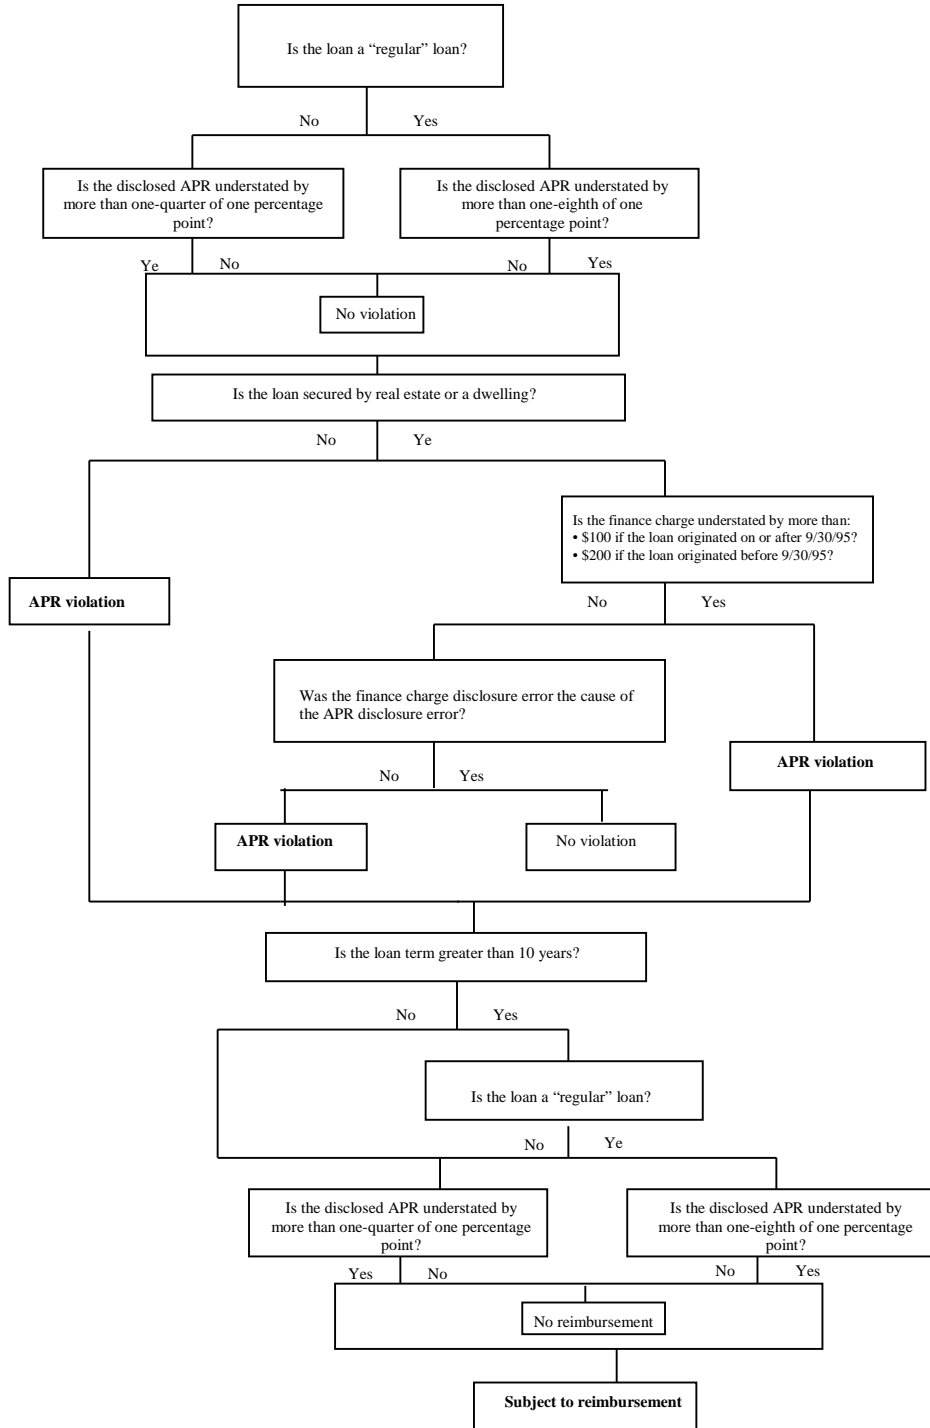 Is the loan a “regular” loan?
No
Yes
Is the disclosed APR understated by
more than one-quarter of one percentage
point?
Is the disclosed APR understated by
more than one-eighth of one
percentage point?
Ye
No
No
Yes
No violation
Is the loan secured by real estate or a dwelling?
No
Ye
Is the finance charge understated by more than:
• $100 if the loan originated on or after 9/30/95?
• $200 if the loan originated before 9/30/95?
APR violation
No
Yes
Was the finance charge disclosure error the cause of
the APR disclosure error?
APR violation
No
Yes
APR violation
No violation
Is the loan term greater than 10 years?
No
Yes
Is the loan a “regular” loan?
No
Ye
Is the disclosed APR understated by
more than one-quarter of one percentage
point?
Is the disclosed APR understated by
more than one-eighth of one percentage
point?
Yes
No
No
Yes
No reimbursement
Subject to reimbursement